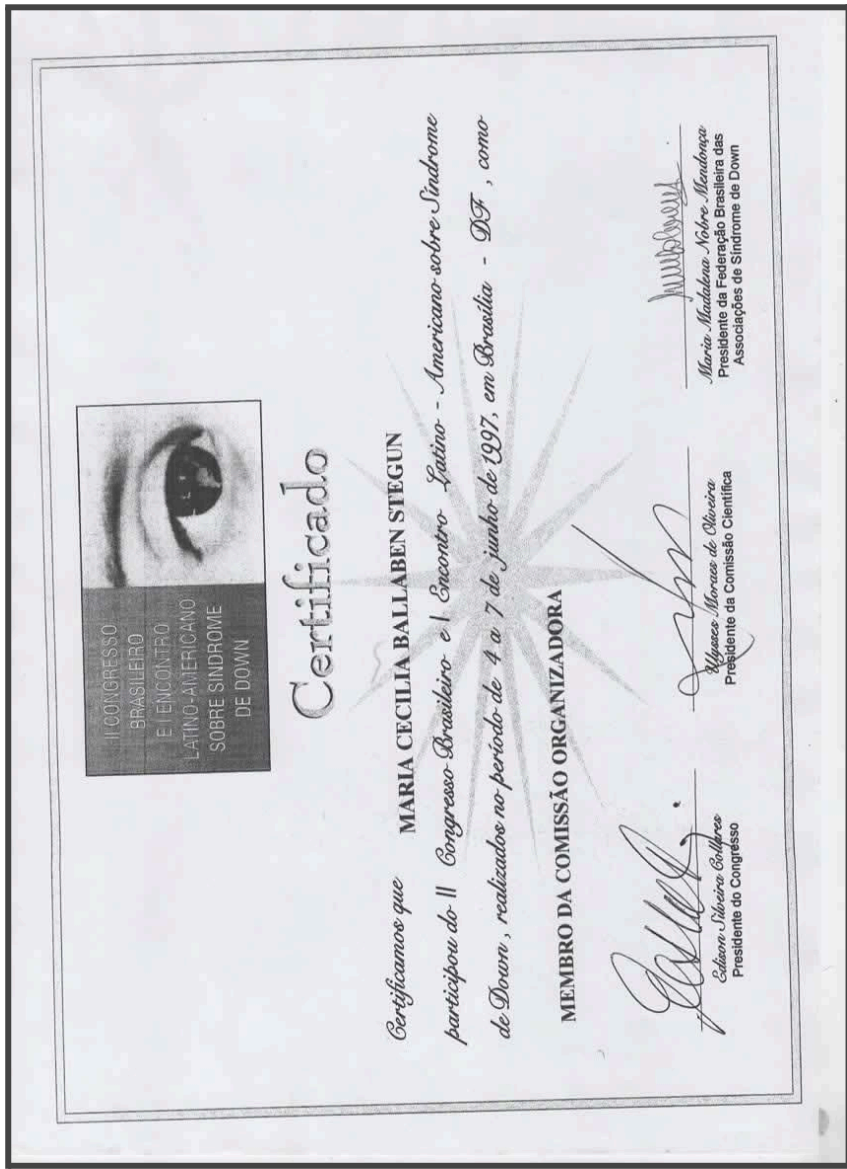 II CONGRESSO
BRASILEIRO
E I ENCONTRO
LATINO-AMERICANO
SOBRE SINDROME
DE DOWN
Certificado
Certificamos que MARIA CECILIA BALLABEN STEGUN
participou do II Congresso Brasileiro e I Encontro Latino - Americano sobre Síndrome
de Down, realizados no período de 4 a 7 de junho de 1997, em Brasília - DF, como
MEMBRO DA COMISSÃO ORGANIZADORA
Edison Silveira Collares
Presidente do Congresso
Ulysses Moraes de Oliveira
Presidente da Comissão Científica
Maria Madalena Nobre Mendonça
Presidente da Federação Brasileira das
Associações de Síndrome de Down